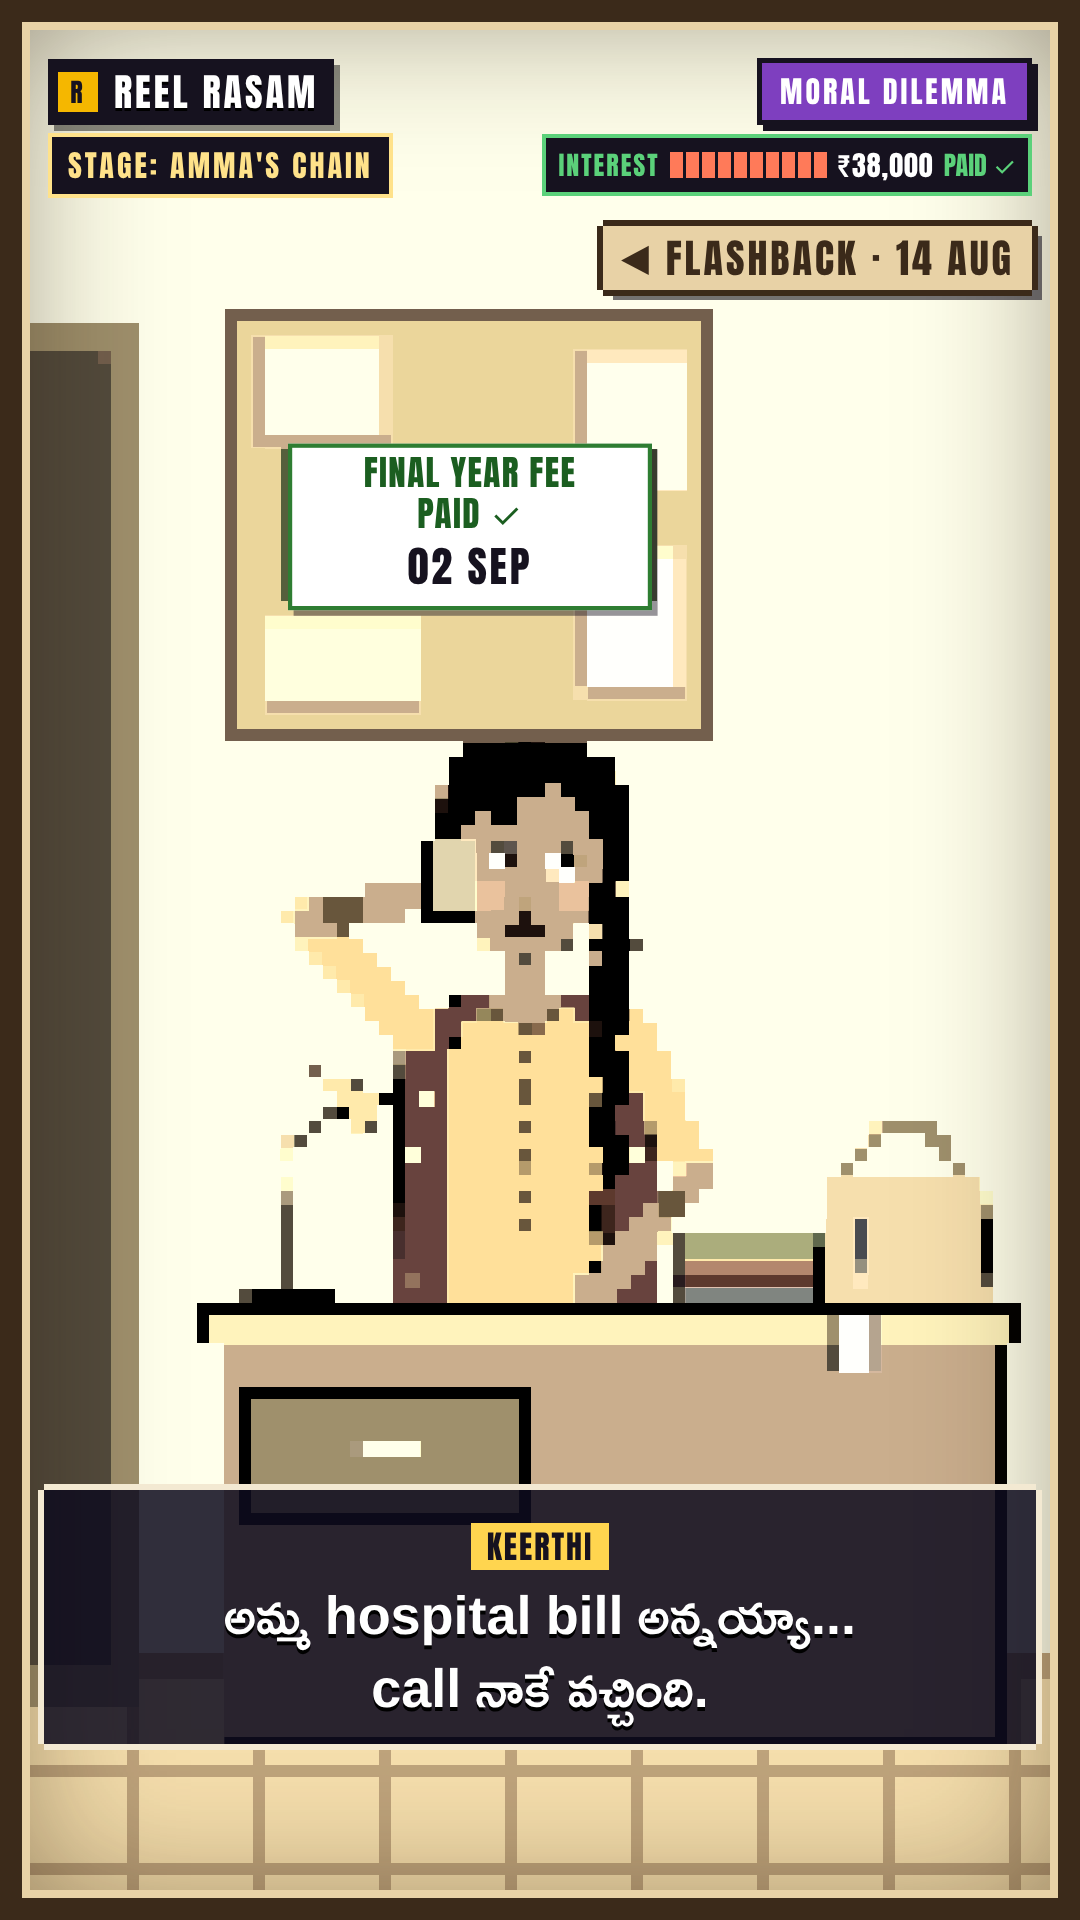 R REEL RASAM
MORAL DILEMMA
STAGE: AMMA'S CHAIN
INTEREST ₹38,000 PAID ✓
◀ FLASHBACK · 14 AUG
FINAL YEAR FEE
PAID ✓
02 SEP
KEERTHI
అమ్మ hospital bill అన్నయ్యా...
call నాకే వచ్చింది.